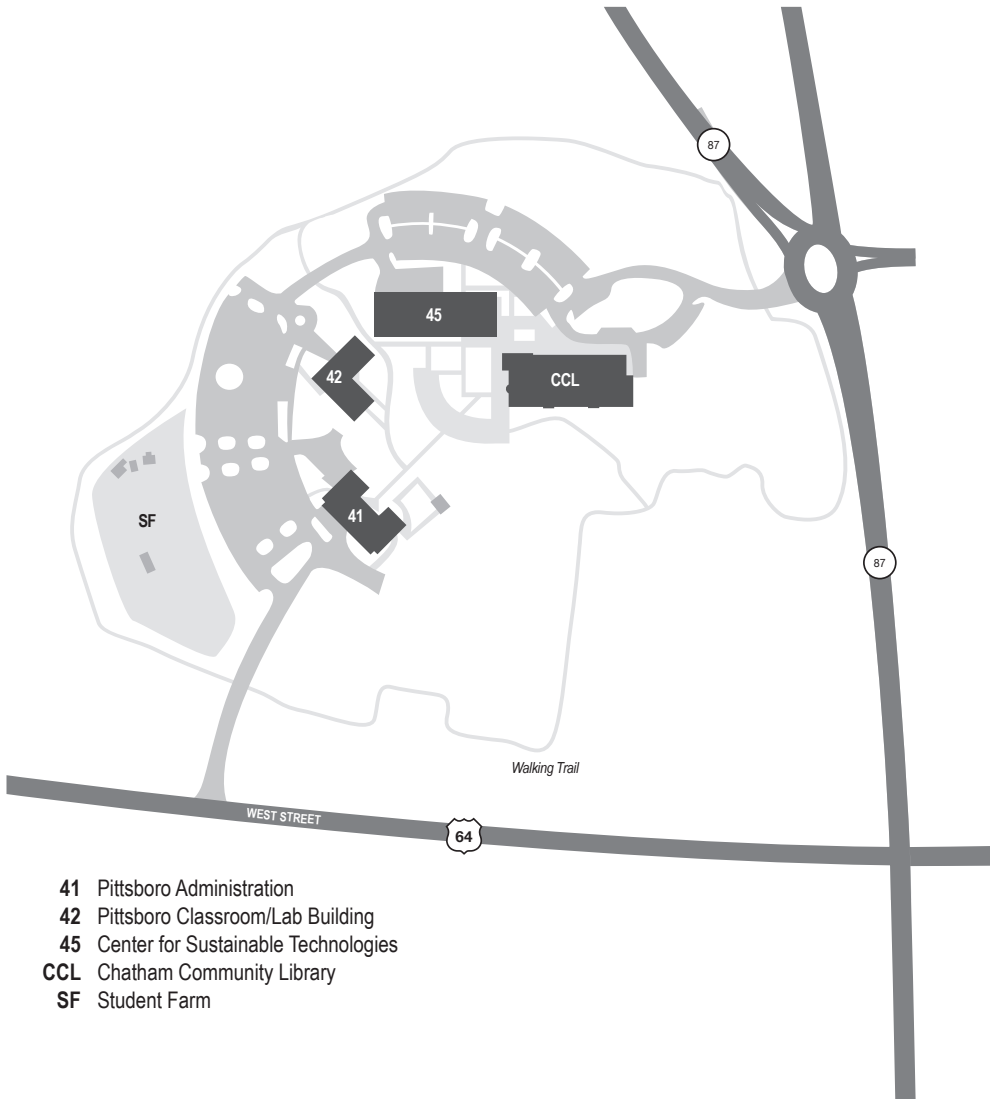 87
45
42
CCL
SF
41
87
Walking Trail
WEST STREET
64
41 Pittsboro Administration
42 Pittsboro Classroom/Lab Building
45 Center for Sustainable Technologies
CCL Chatham Community Library
SF Student Farm